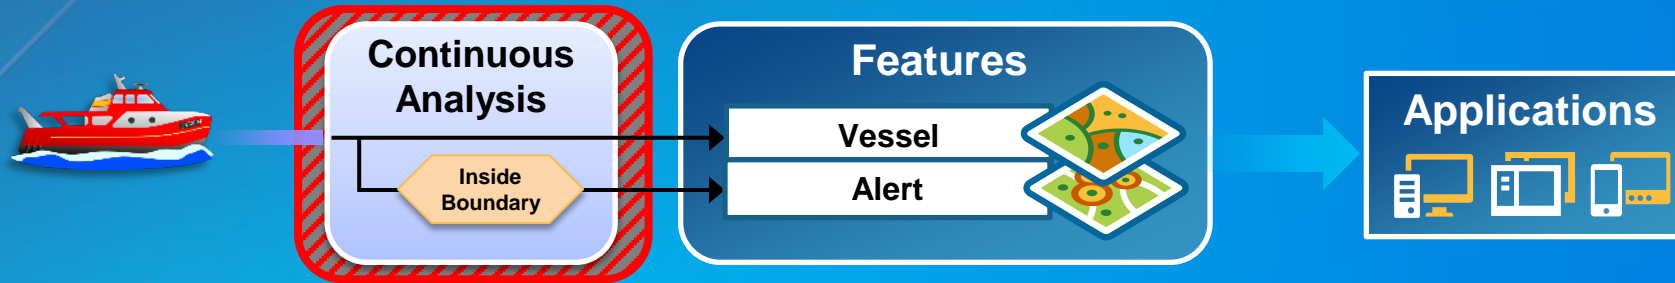 Continuous
Analysis
Inside
Boundary
Features
Vessel
Alert
Applications